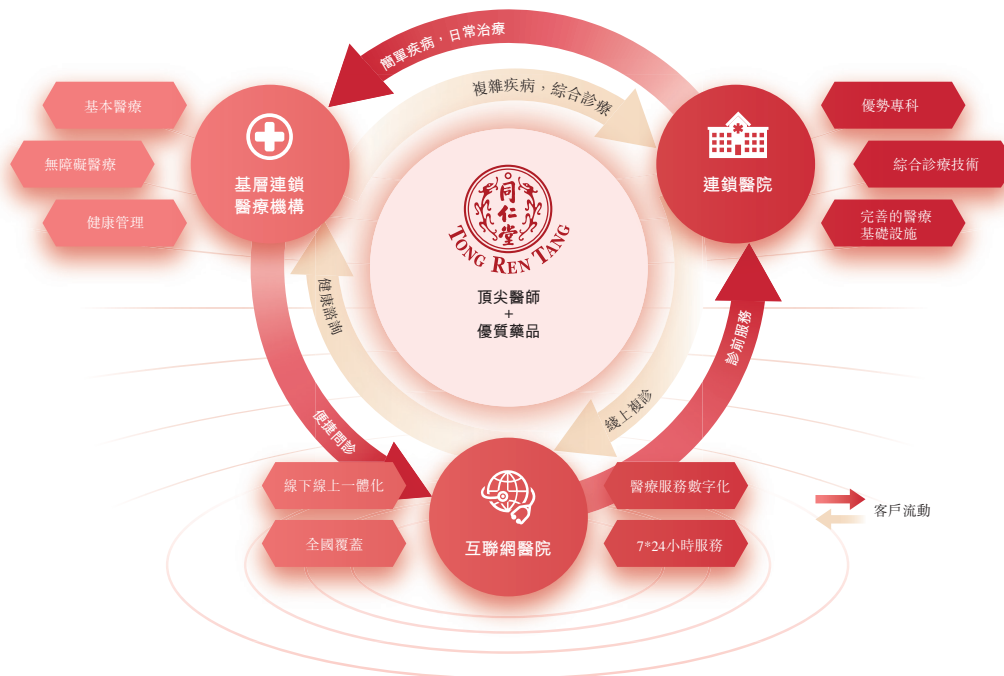 簡單疾病，日常治療
複雜疾病，綜合診療
基本醫療
無障礙醫療
健康管理
基層連鎖
醫療機構
同仁堂
TONG REN TANG
頂尖醫師
+
優質藥品
連鎖醫院
優勢專科
綜合診療技術
完善的醫療
基礎設施
健康諮詢
便捷問診
綫上複診
診前服務
線下線上一體化
全國覆蓋
互聯網醫院
醫療服務數字化
7*24小時服務
客戶流動